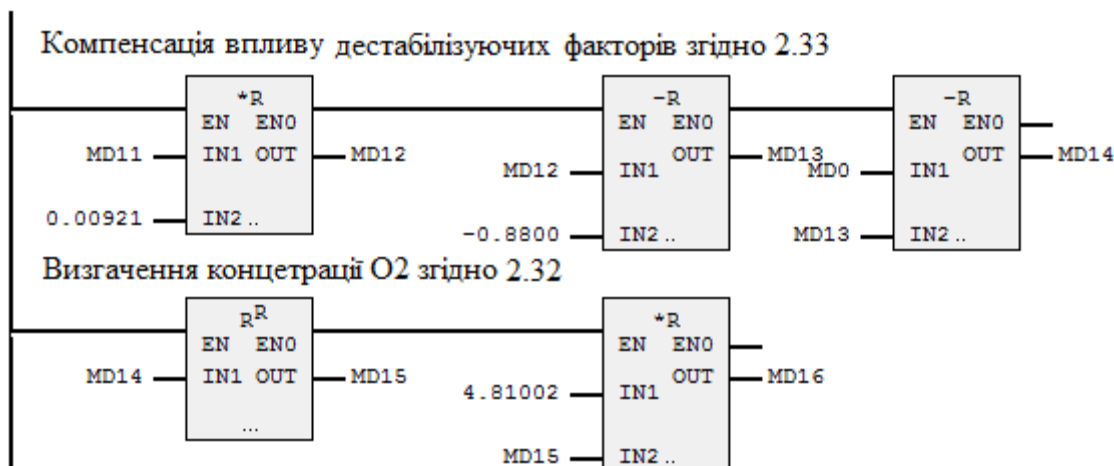 Компенсація впливу дестабілізуючих факторів згідно 2.33
*R -R -R
EN ENO EN ENO EN ENO
MD11 IN1 OUT MD12 MD12 IN1 OUT MD13 MD0 IN1 OUT MD14
0.00921 IN2.. -0.8800 IN2.. MD13 IN2..
Визгачення концетрації О2 згідно 2.32
RR *R
EN ENO EN ENO
MD14 IN1 OUT MD15 4.81002 IN1 OUT MD16
... MD15 IN2..